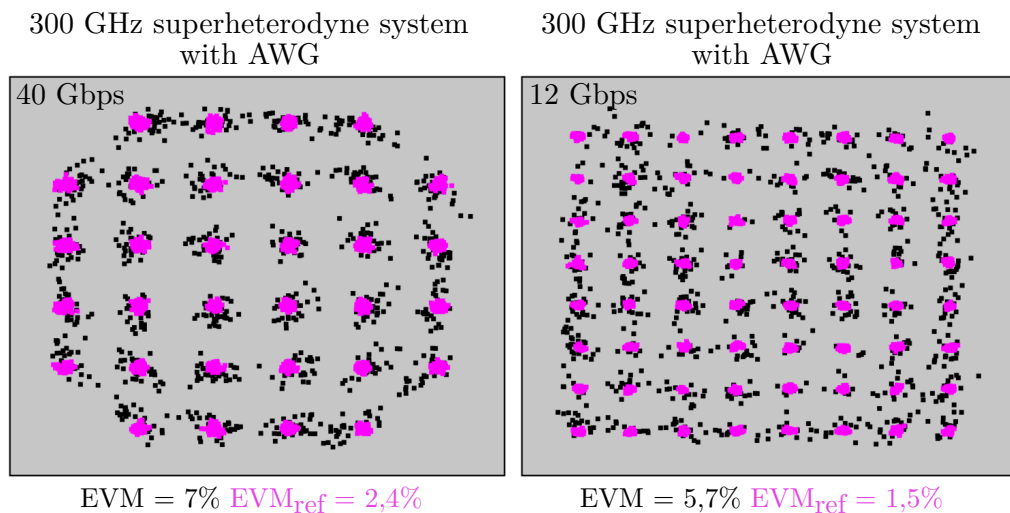 300 GHz superheterodyne system
with AWG
40 Gbps
EVM = 7% EVMref = 2,4%
300 GHz superheterodyne system
with AWG
12 Gbps
EVM = 5,7% EVMref = 1,5%